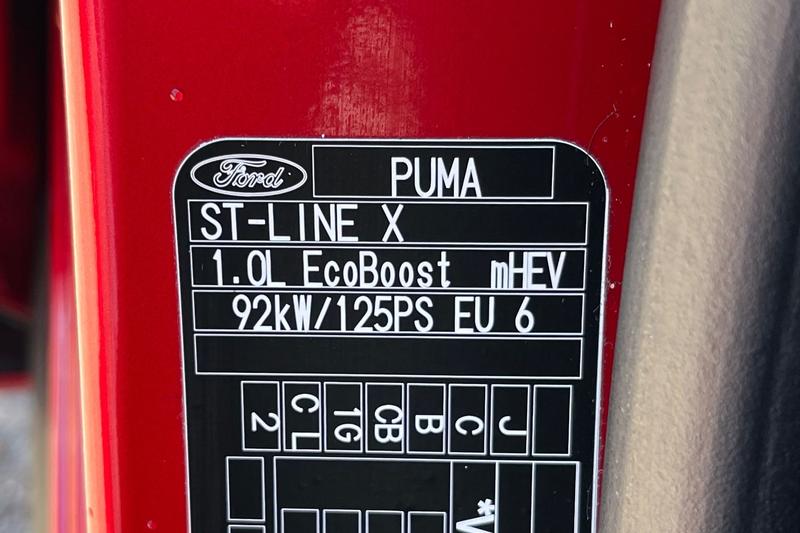 Ford PUMA
ST-LINE X
1.0L EcoBoost mHEV
92kW/125PS EU 6
2 CL 1G CB B C J
*V